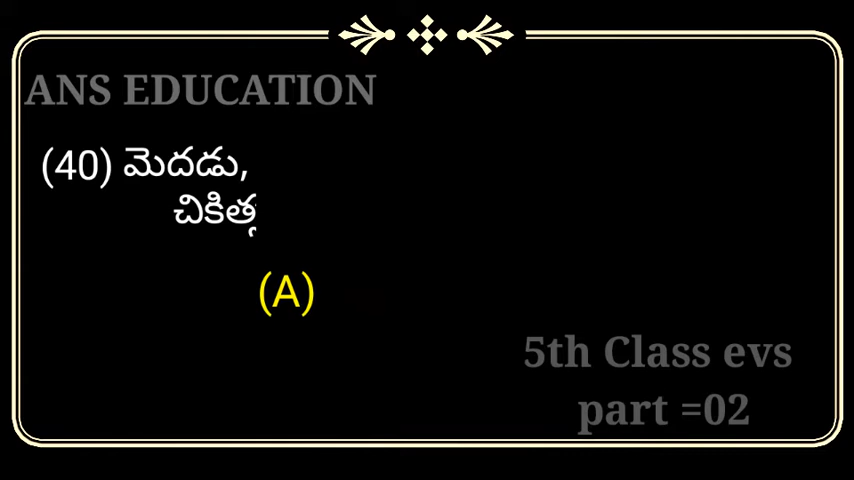 ANS EDUCATION
(40) మెదడు,
చికిత్స
(A)
5th Class evs
part =02